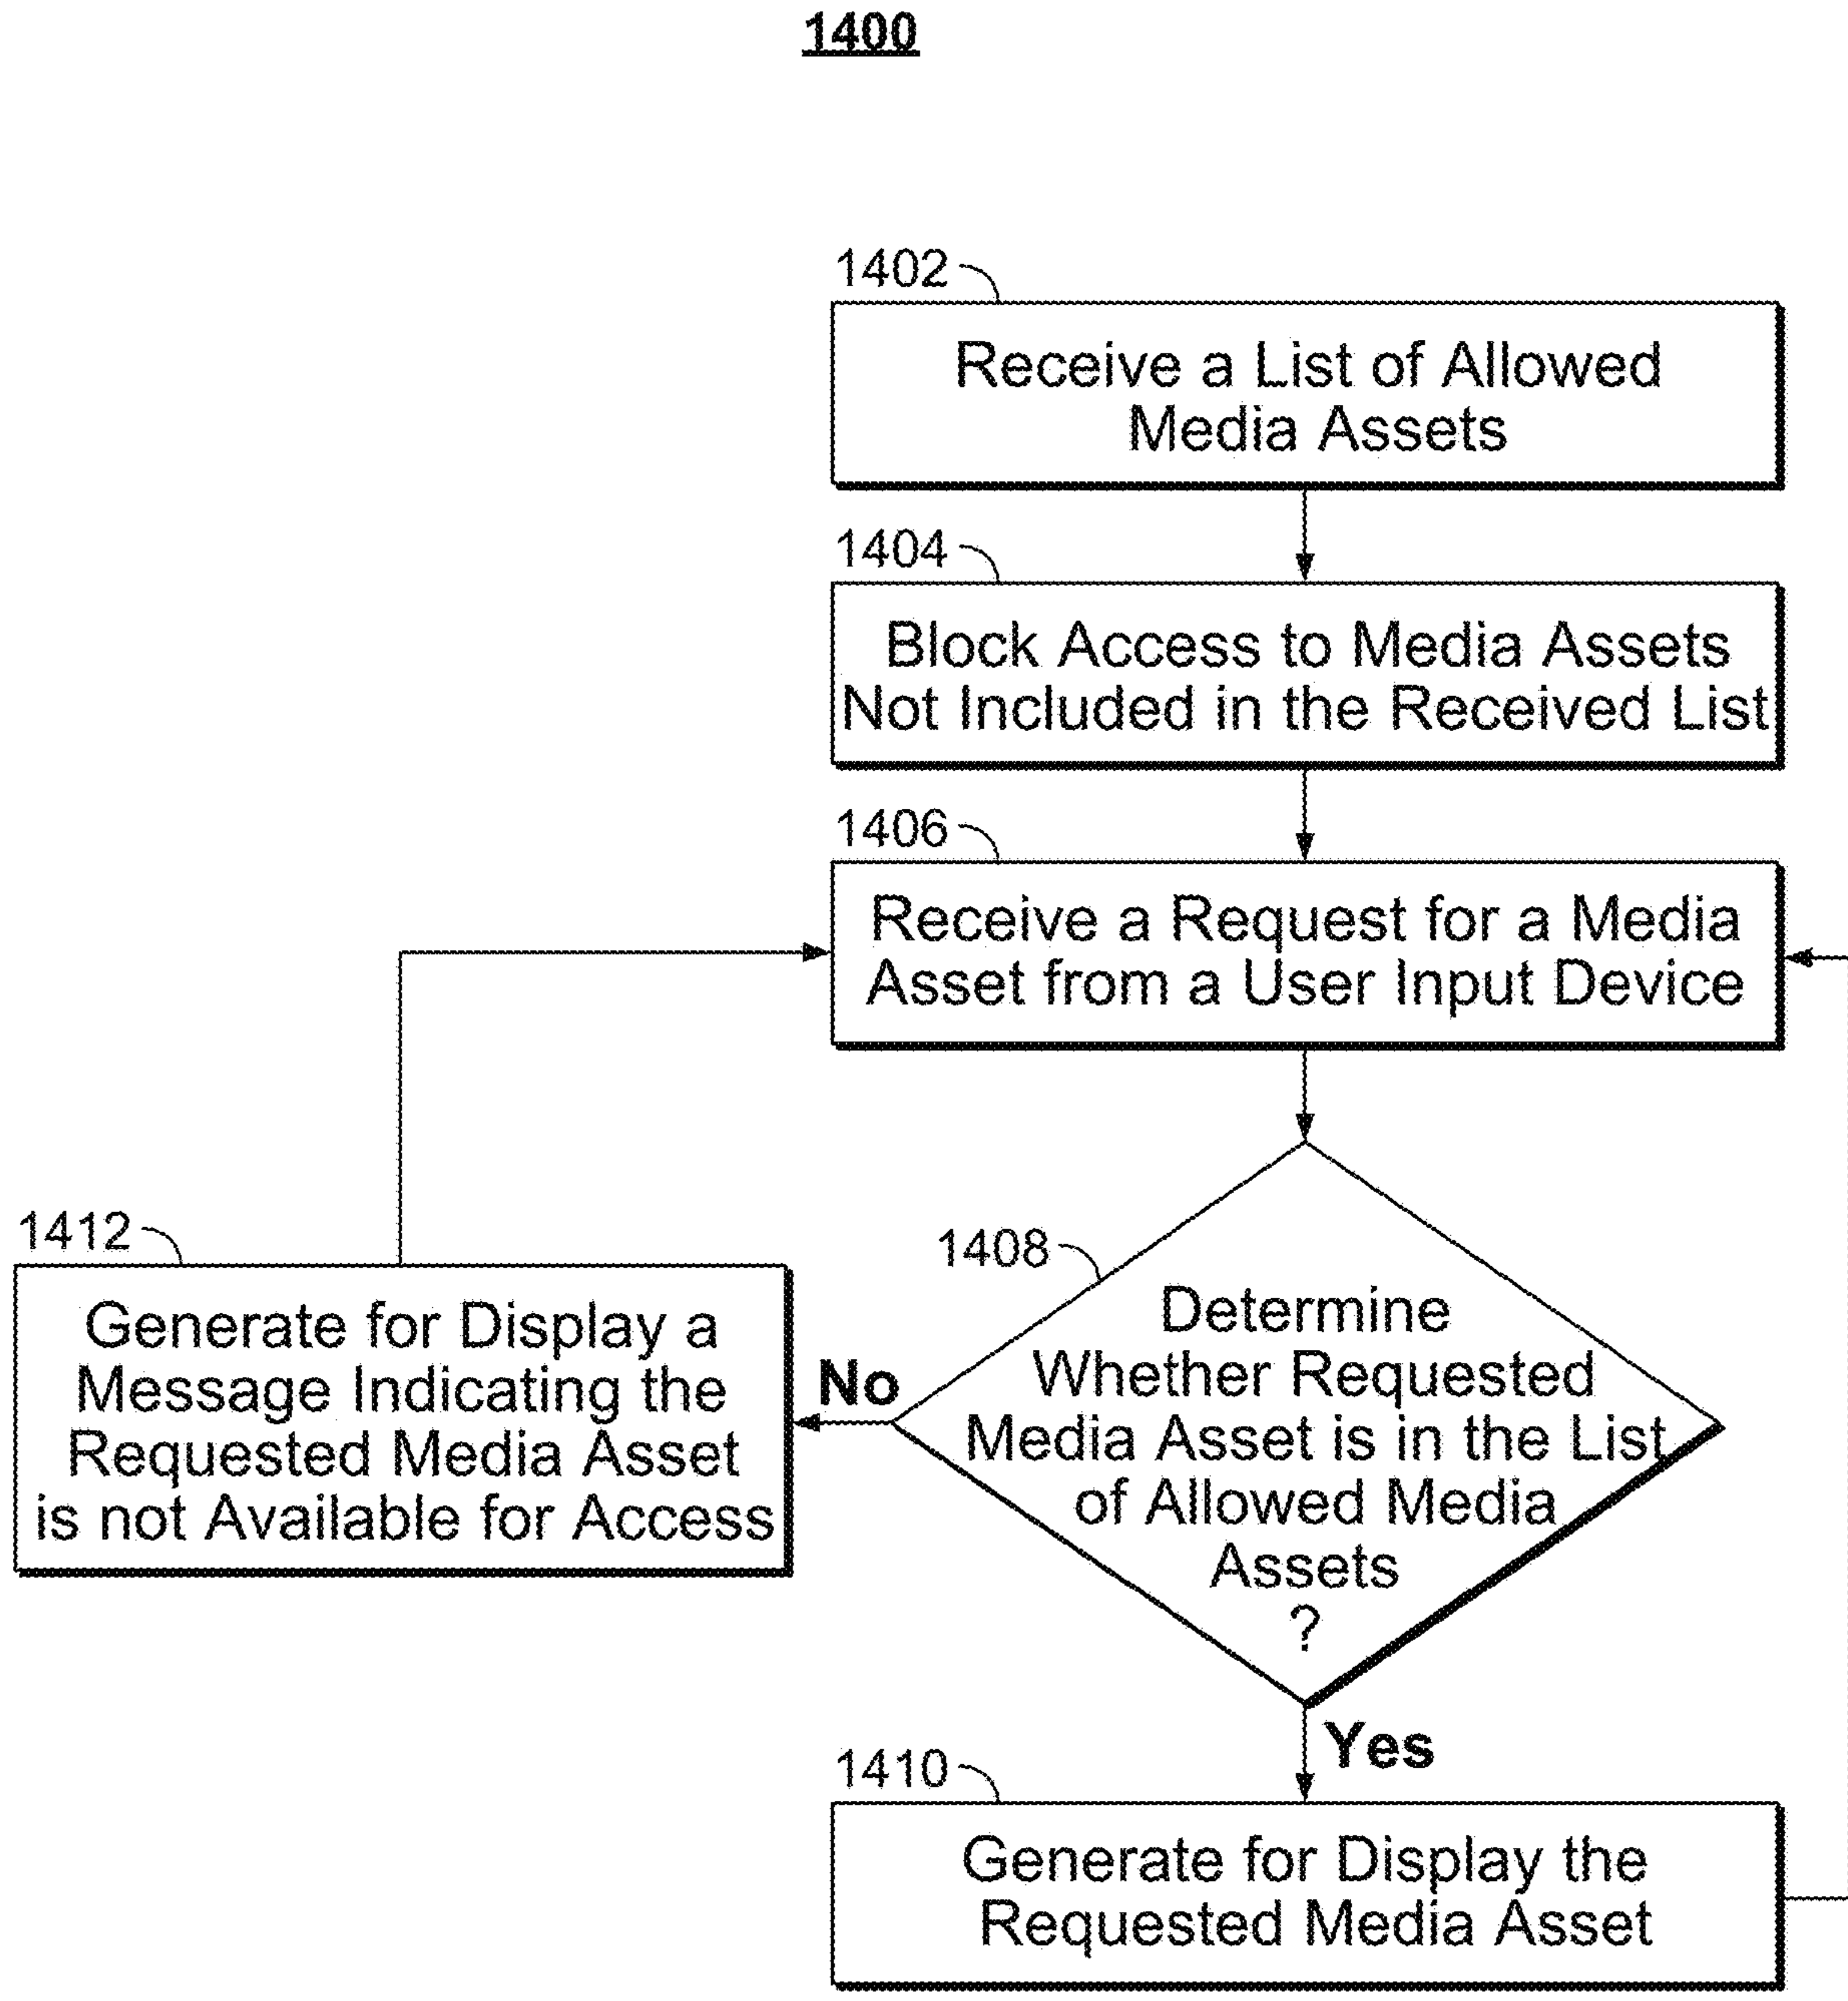 1400
1402
Receive a List of Allowed
Media Assets
1404
Block Access to Media Assets
Not Included in the Received List
1406
Receive a Request for a Media
Asset from a User Input Device
1408
Determine
Whether Requested
Media Asset is in the List
of Allowed Media
Assets
?
No
1412
Generate for Display a
Message Indicating the
Requested Media Asset
is not Available for Access
Yes
1410
Generate for Display the
Requested Media Asset